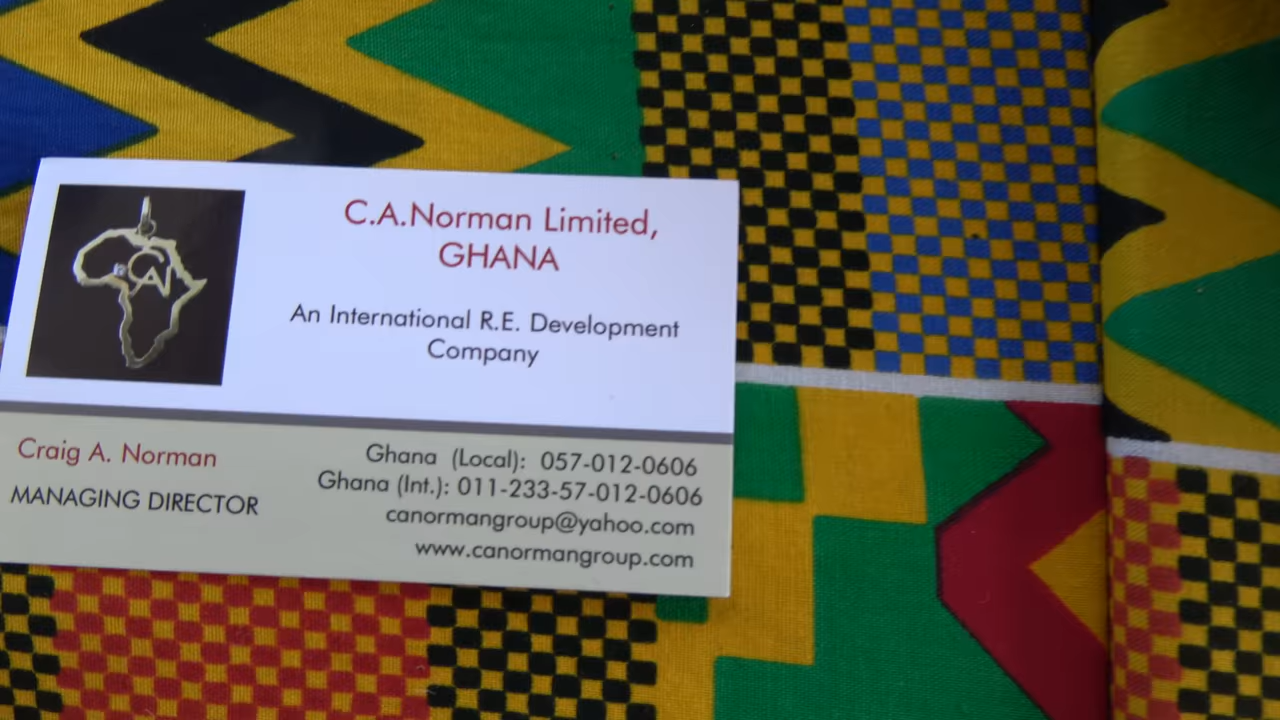 C.A.Norman Limited,
GHANA
An International R.E. Development
Company
Craig A. Norman
MANAGING DIRECTOR
Ghana (Local): 057-012-0606
Ghana (Int.): 011-233-57-012-0606
canormangroup@yahoo.com
www.canormangroup.com